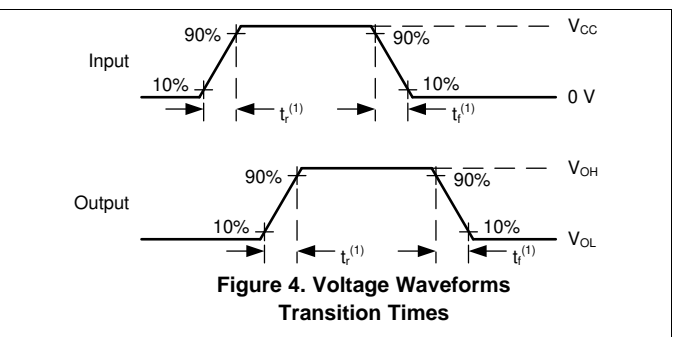 90%
90%
V_CC
Input
10%
10%
0 V
t_r^(1)
t_f^(1)
90%
90%
V_OH
Output
10%
10%
V_OL
t_r^(1)
t_f^(1)
Figure 4. Voltage Waveforms
Transition Times